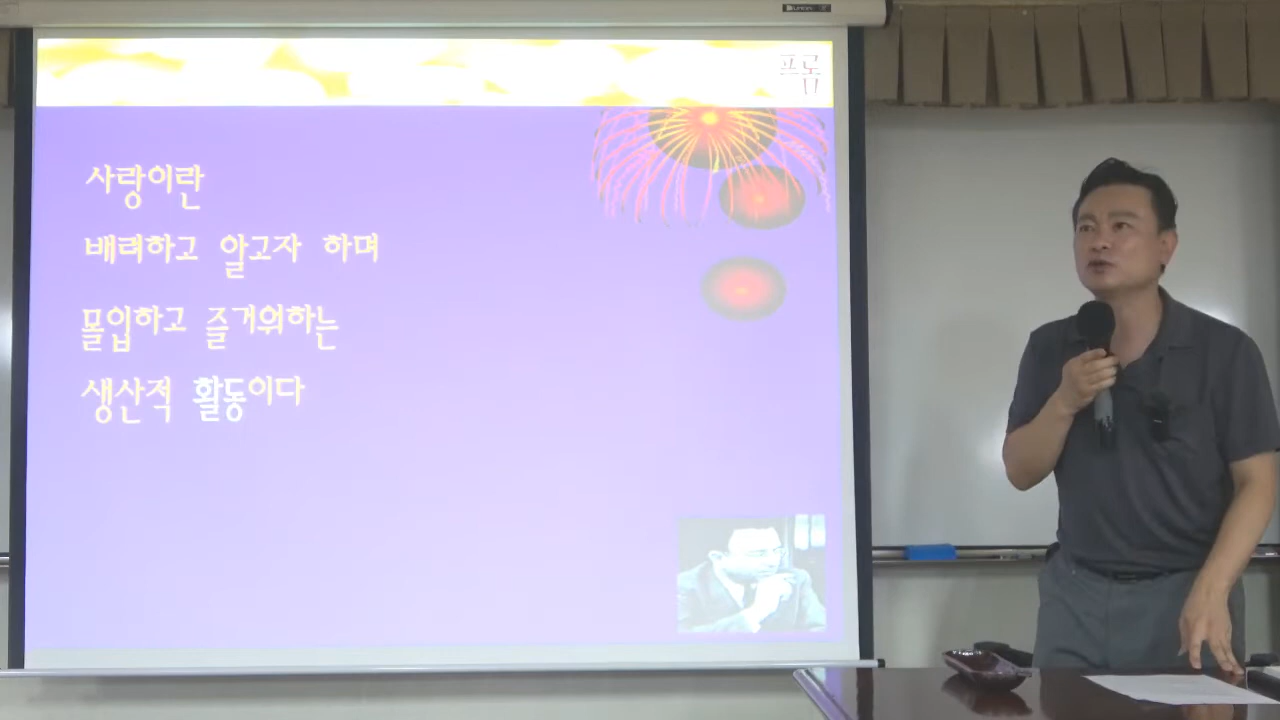 프롬
사랑이란
배려하고 알고자 하며
몰입하고 즐거워하는
생산적 활동이다